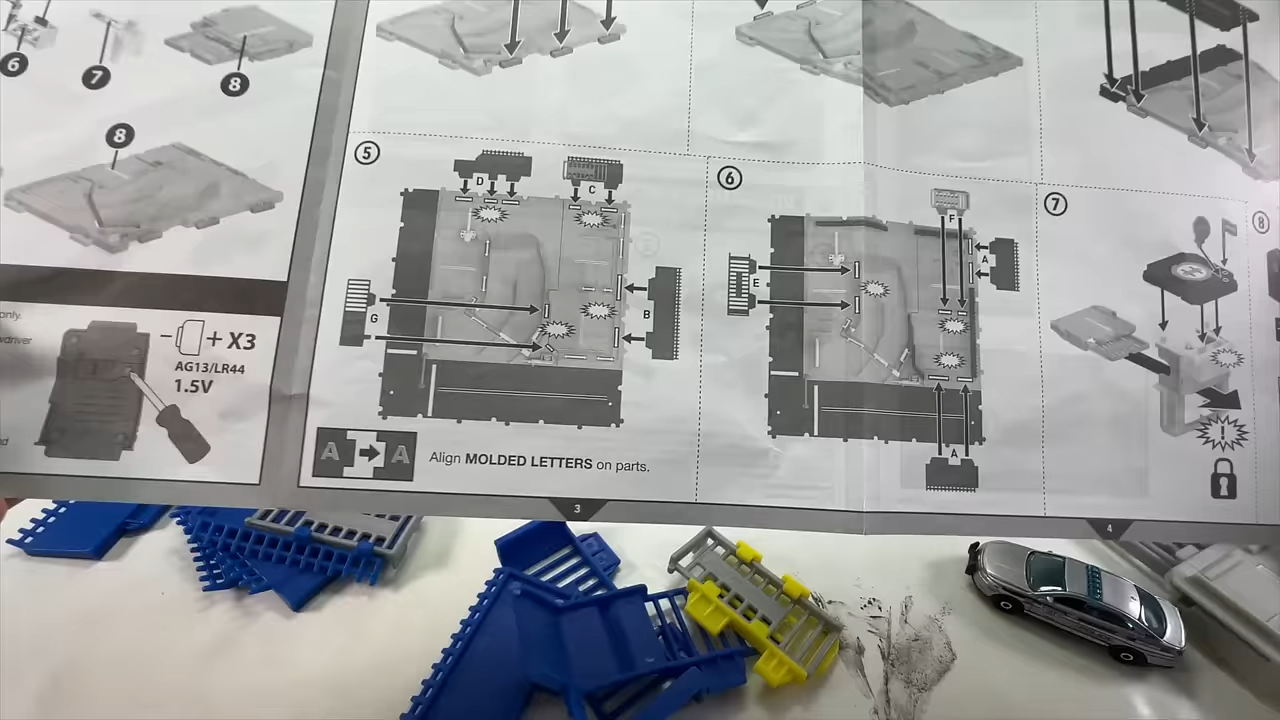 6
7
8
8
only.
wdriver
- + X3
AG13/LR44
1.5V
5
D
C
G
B
A A
Align MOLDED LETTERS on parts.
3
6
F
A
E
A
7
!
8
4